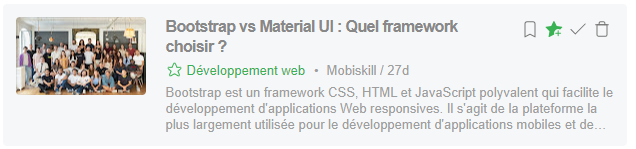 Bootstrap vs Material UI : Quel framework
choisir ?
Développement web • Mobiskill / 27d
Bootstrap est un framework CSS, HTML et JavaScript polyvalent qui facilite le
développement d'applications Web responsives. Il s'agit de la plateforme la
plus largement utilisée pour le développement d'applications mobiles et de…